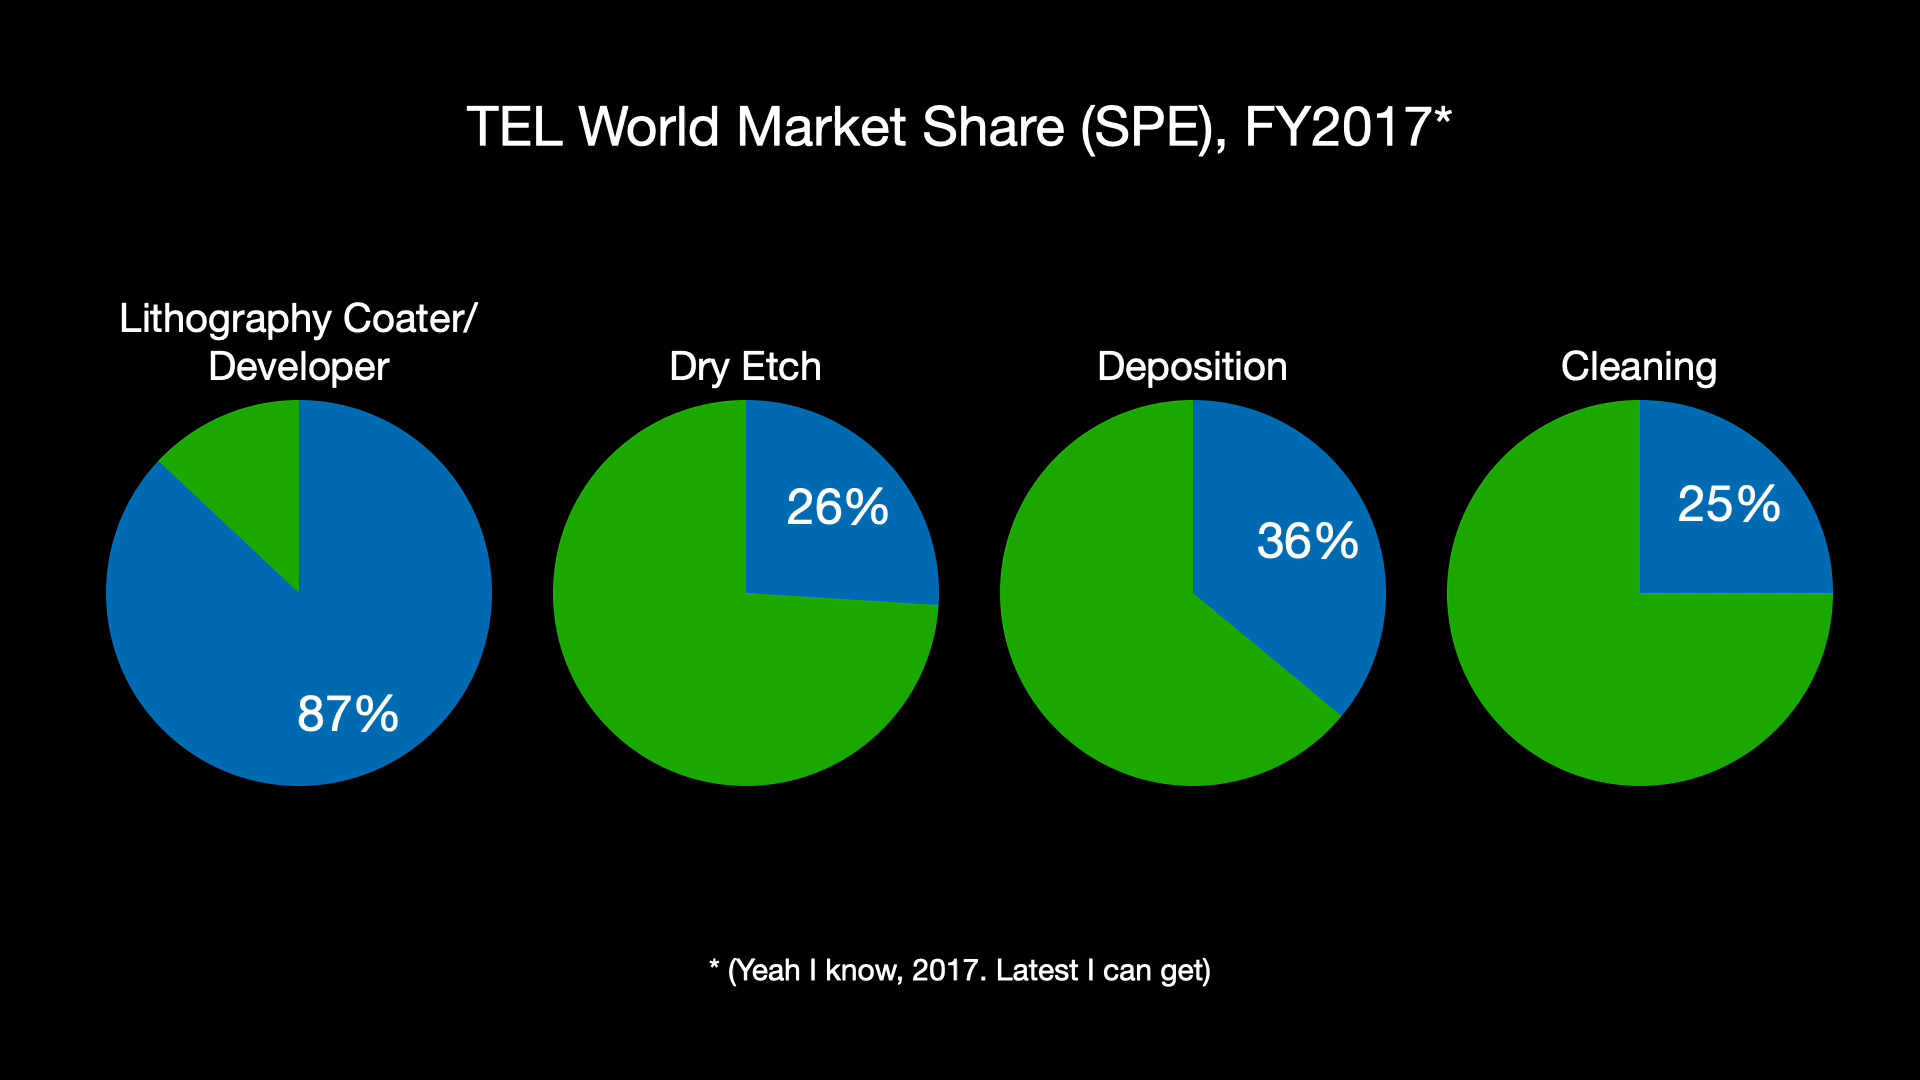 TEL World Market Share (SPE), FY2017*
Lithography Coater/
Developer
Dry Etch
Deposition
Cleaning
87%
26%
36%
25%
* (Yeah I know, 2017. Latest I can get)